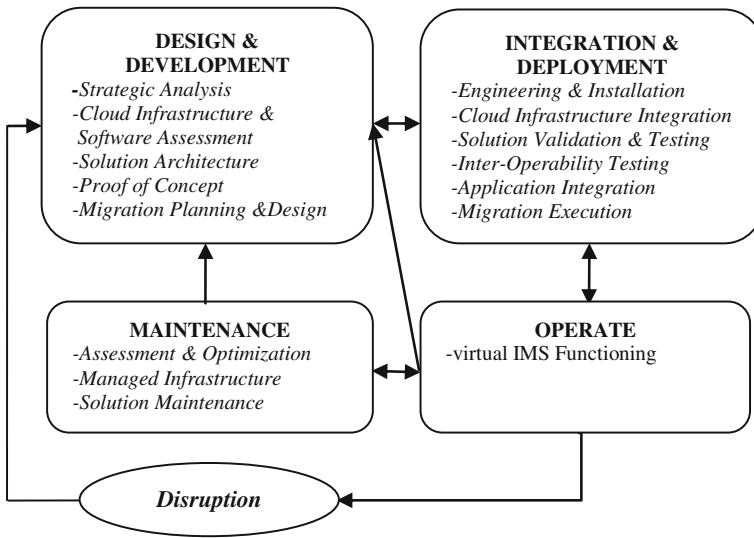 DESIGN &
DEVELOPMENT
-Strategic Analysis
-Cloud Infrastructure &
Software Assessment
-Solution Architecture
-Proof of Concept
-Migration Planning &Design
INTEGRATION &
DEPLOYMENT
-Engineering & Installation
-Cloud Infrastructure Integration
-Solution Validation & Testing
-Inter-Operability Testing
-Application Integration
-Migration Execution
MAINTENANCE
-Assessment & Optimization
-Managed Infrastructure
-Solution Maintenance
OPERATE
-virtual IMS Functioning
Disruption